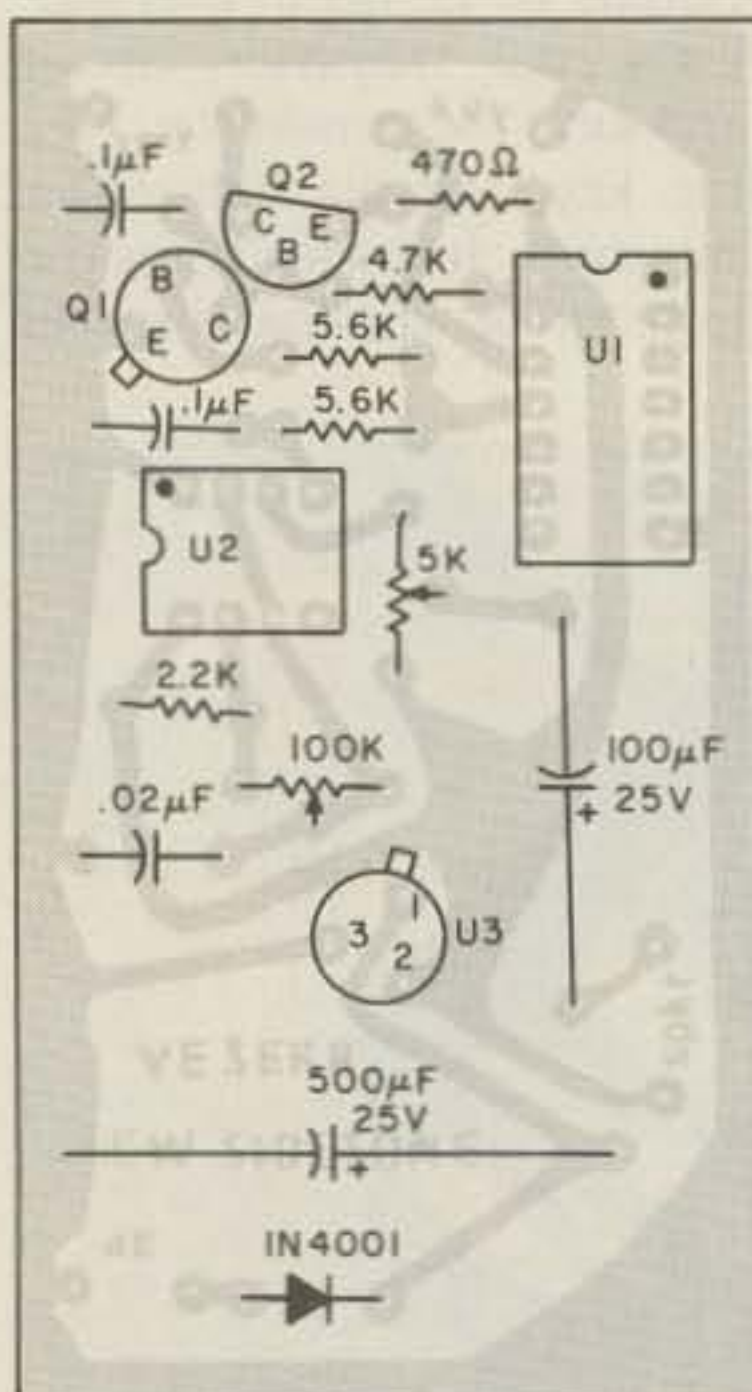 .1µF
Q2
C
E
B
470Ω
4.7K
Q1
B
E
C
5.6K
U1
.1µF
5.6K
U2
5K
2.2K
100K
100µF
25V
+
.02µF
1
3
2
U3
500µF
25V
+
1N4001